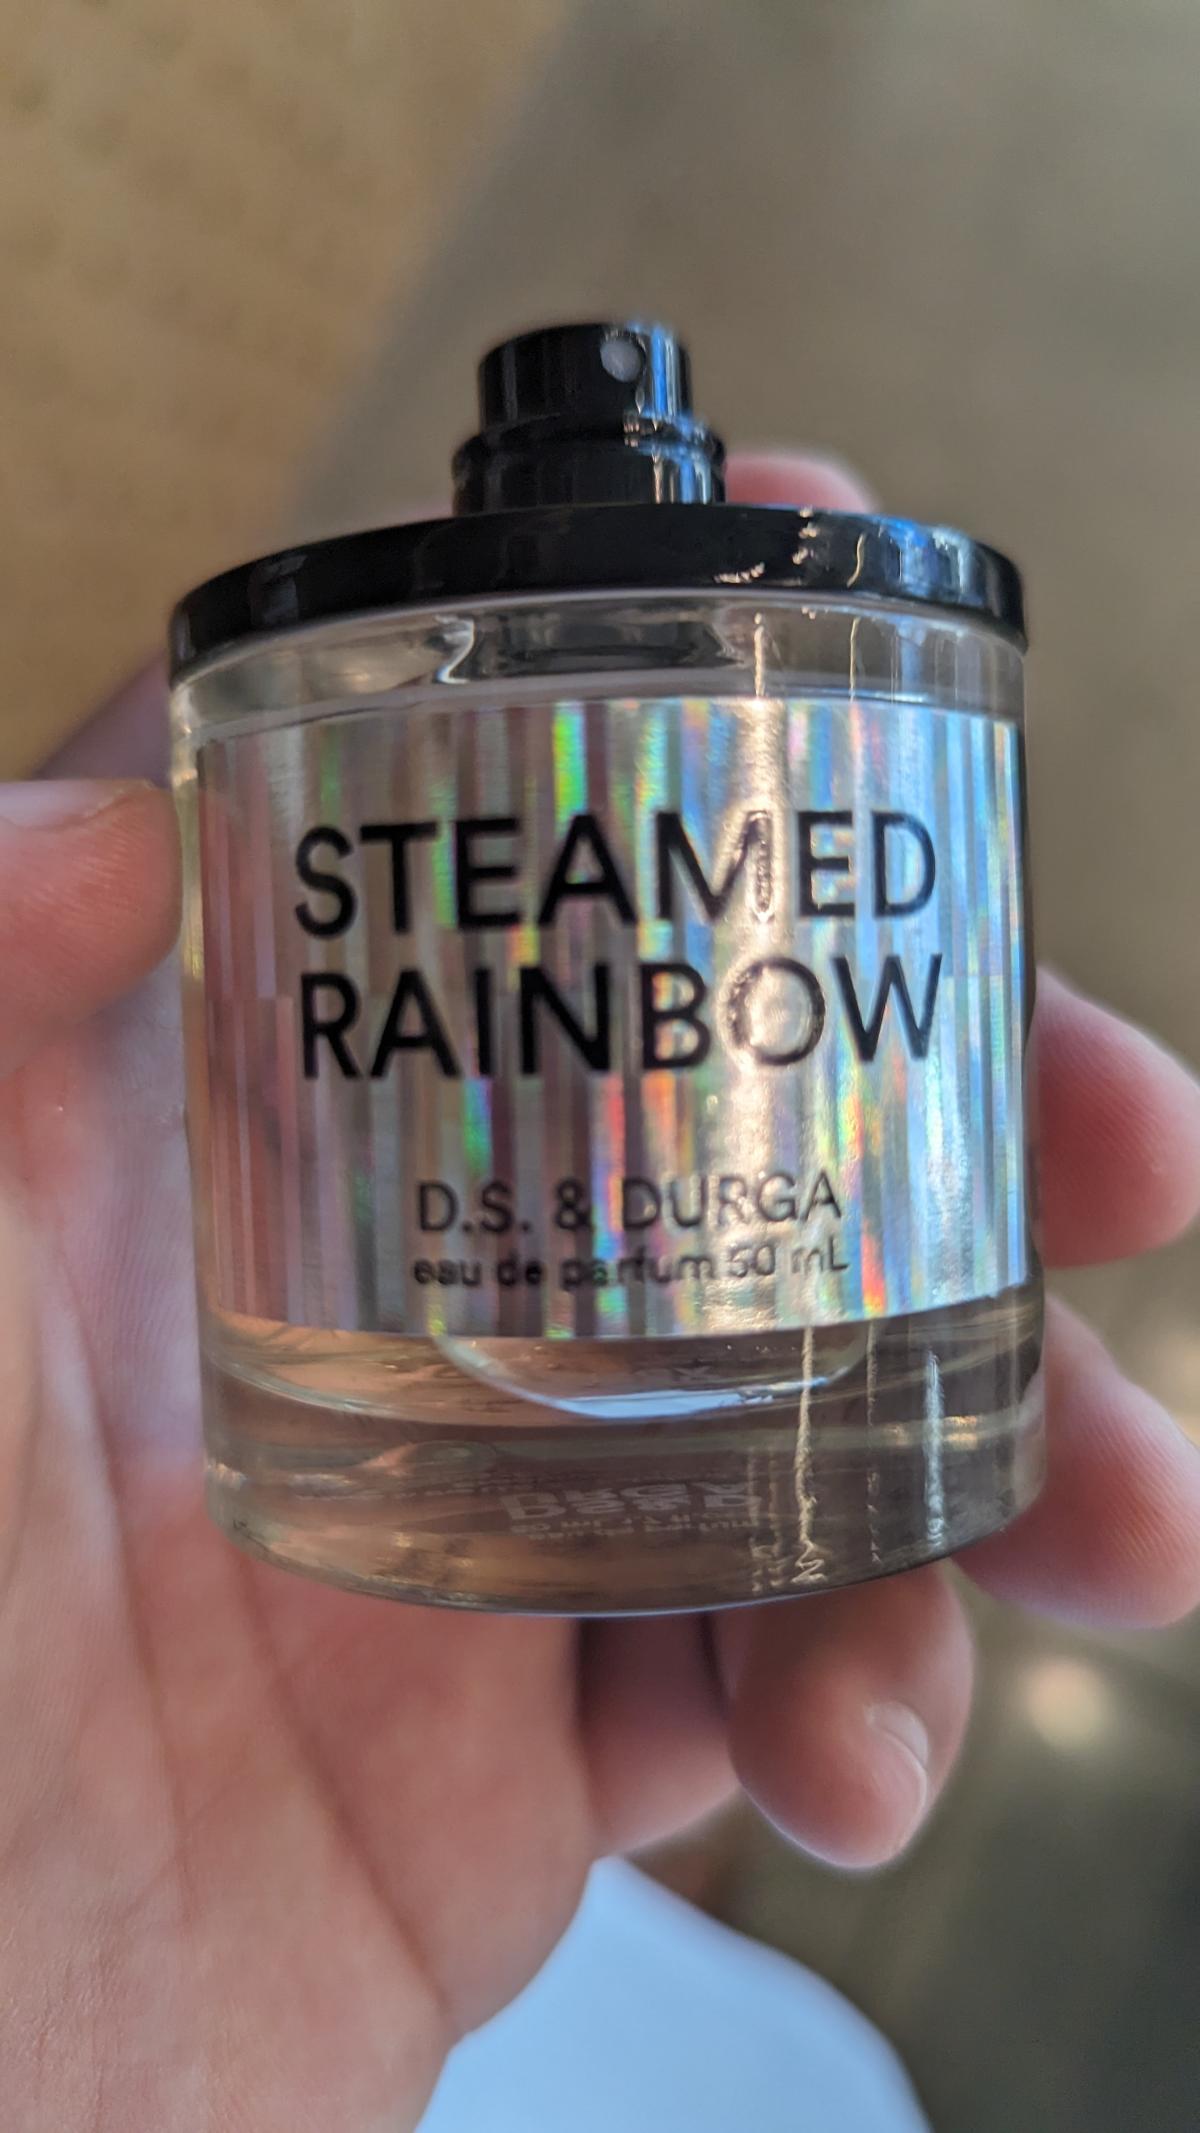 STEAMED
RAINBOW
D.S. & DURGA
eau de parfum 50 mL